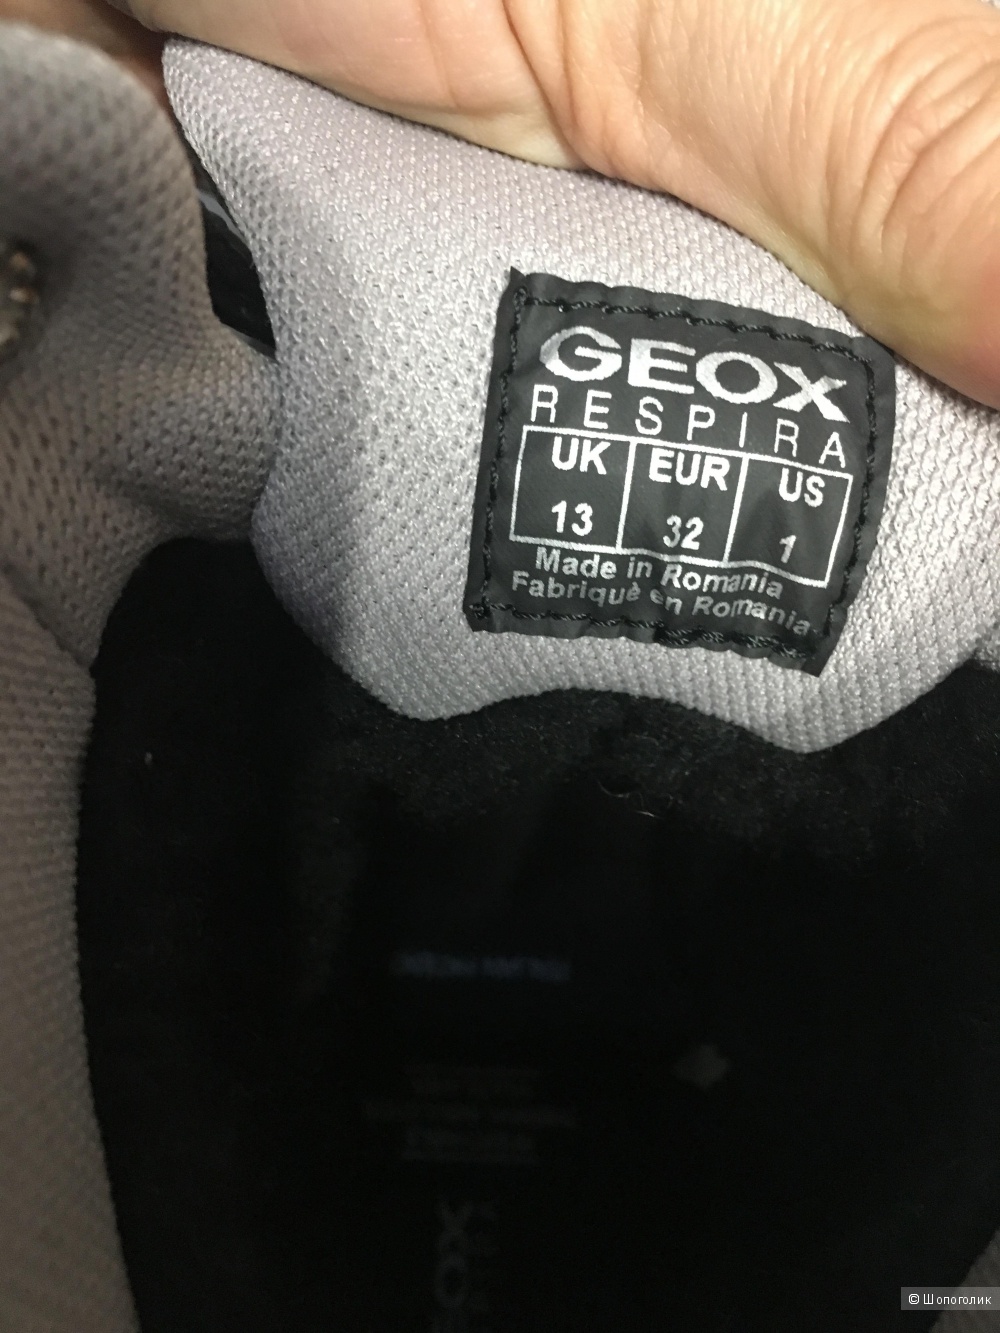 GEOX
RESPIRA
UK EUR US
13 32 1
Made in Romania
Fabriquè en Romania
© Шопоголик